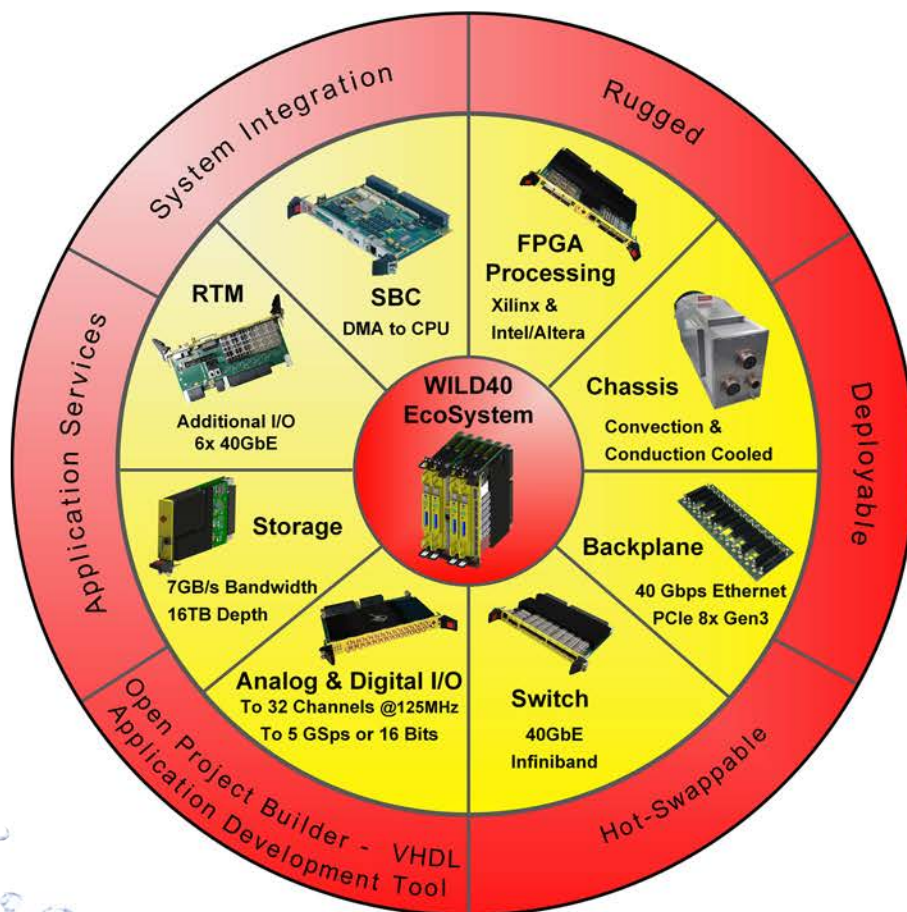 System Integration
Rugged
Deployable
Hot-Swappable
Open Project Builder - VHDL
Application Development Tool
Application Services
FPGA
Processing
Xilinx &
Intel/Altera
Chassis
Convection &
Conduction Cooled
Backplane
40 Gbps Ethernet
PCIe 8x Gen3
Switch
40GbE
Infiniband
Analog & Digital I/O
To 32 Channels @125MHz
To 5 GSps or 16 Bits
Storage
7GB/s Bandwidth
16TB Depth
RTM
Additional I/O
6x 40GbE
SBC
DMA to CPU
WILD40
EcoSystem